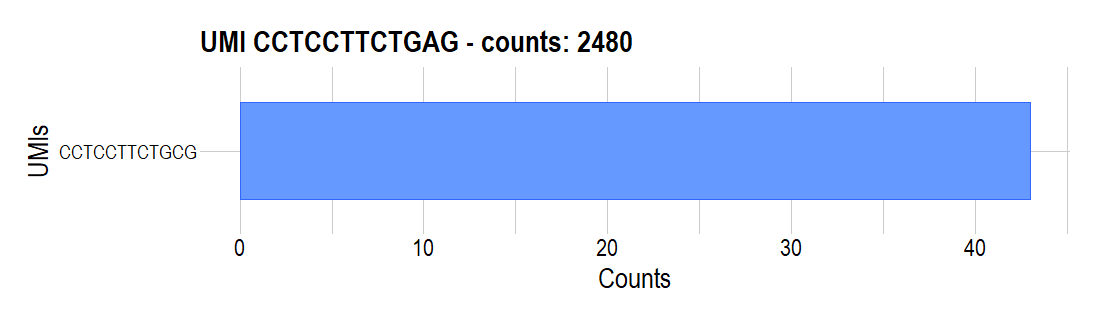 UMI CCTCCTTCTGAG - counts: 2480
UMIs
CCTCCTTCTGCG
0 10 20 30 40
Counts